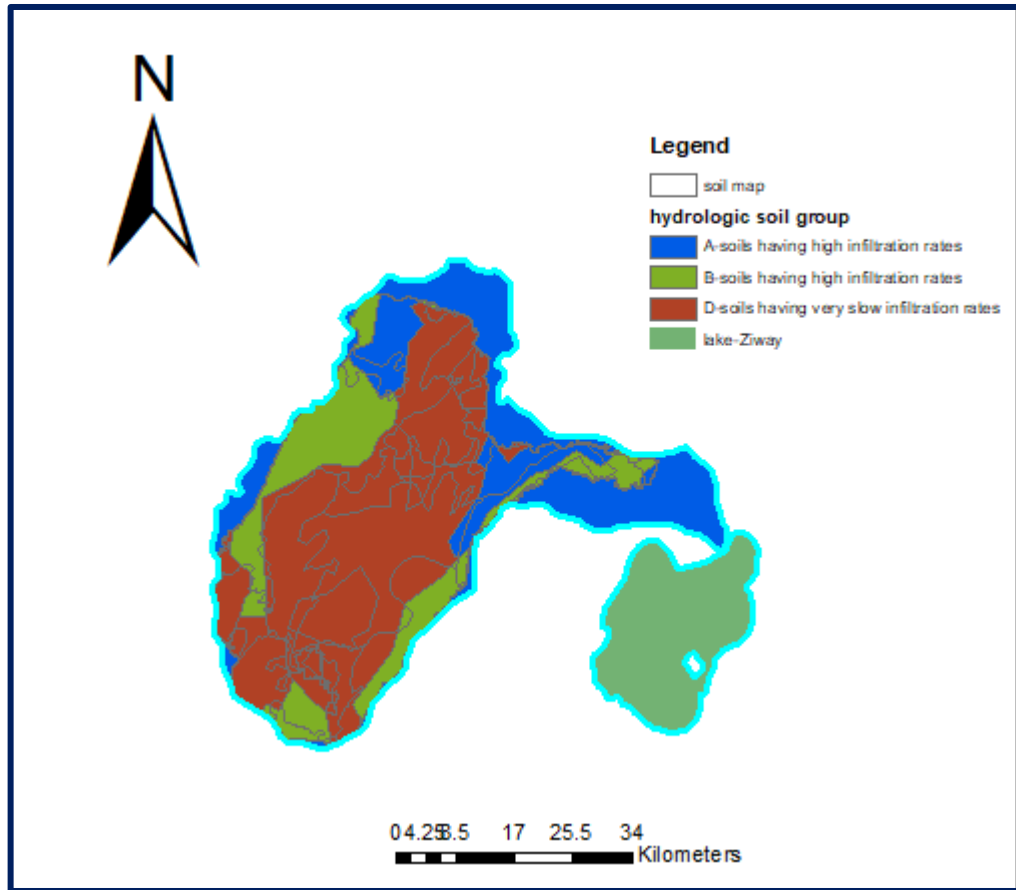 N
Legend
soil map
hydrologic soil group
A-soils having high infiltration rates
B-soils having high infiltration rates
D-soils having very slow infiltration rates
lake-Ziway
0 4.25 8.5 17 25.5 34
Kilometers